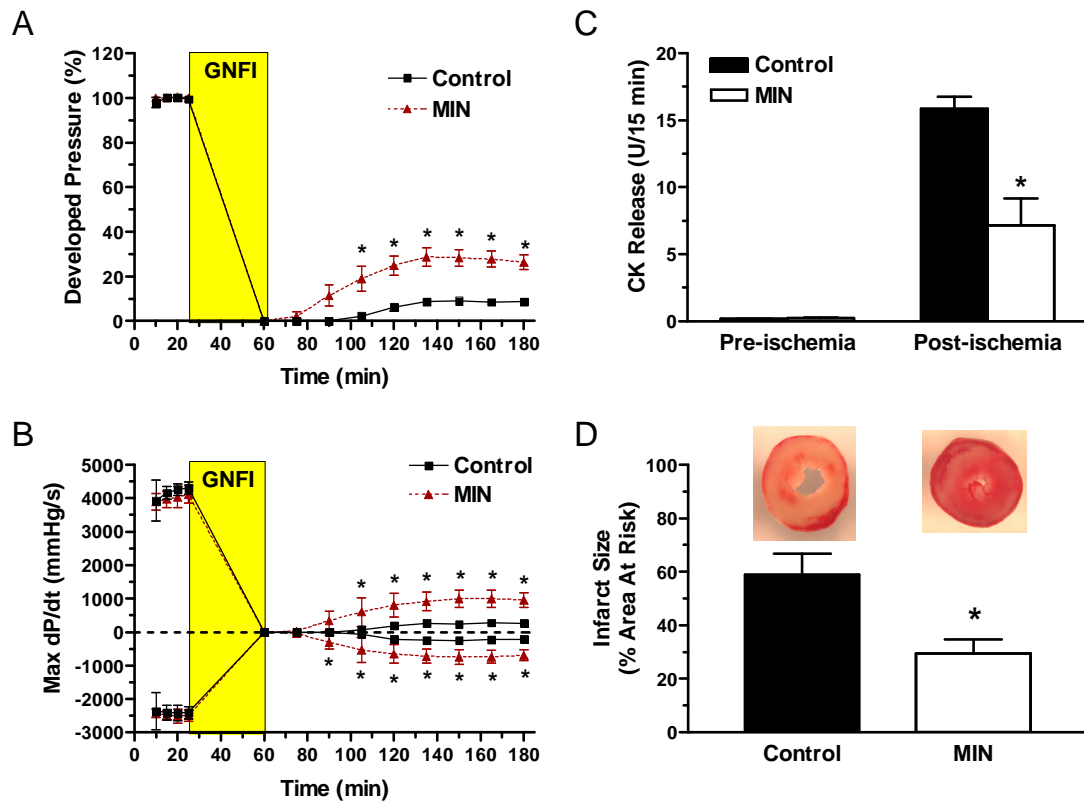 A
120
100
80
60
40
20
0
Developed Pressure (%)
GNFI
Control
MIN
* * * * * *
0 20 40 60 80 100 120 140 160 180
Time (min)
B
5000
4000
3000
2000
1000
0
-1000
-2000
-3000
Max dP/dt (mmHg/s)
GNFI
Control
MIN
* * * * * *
* * * * * * *
0 20 40 60 80 100 120 140 160 180
Time (min)
C
20
15
10
5
0
CK Release (U/15 min)
Control
MIN
*
Pre-ischemia Post-ischemia
D
100
80
60
40
20
0
Infarct Size
(% Area At Risk)
*
Control MIN